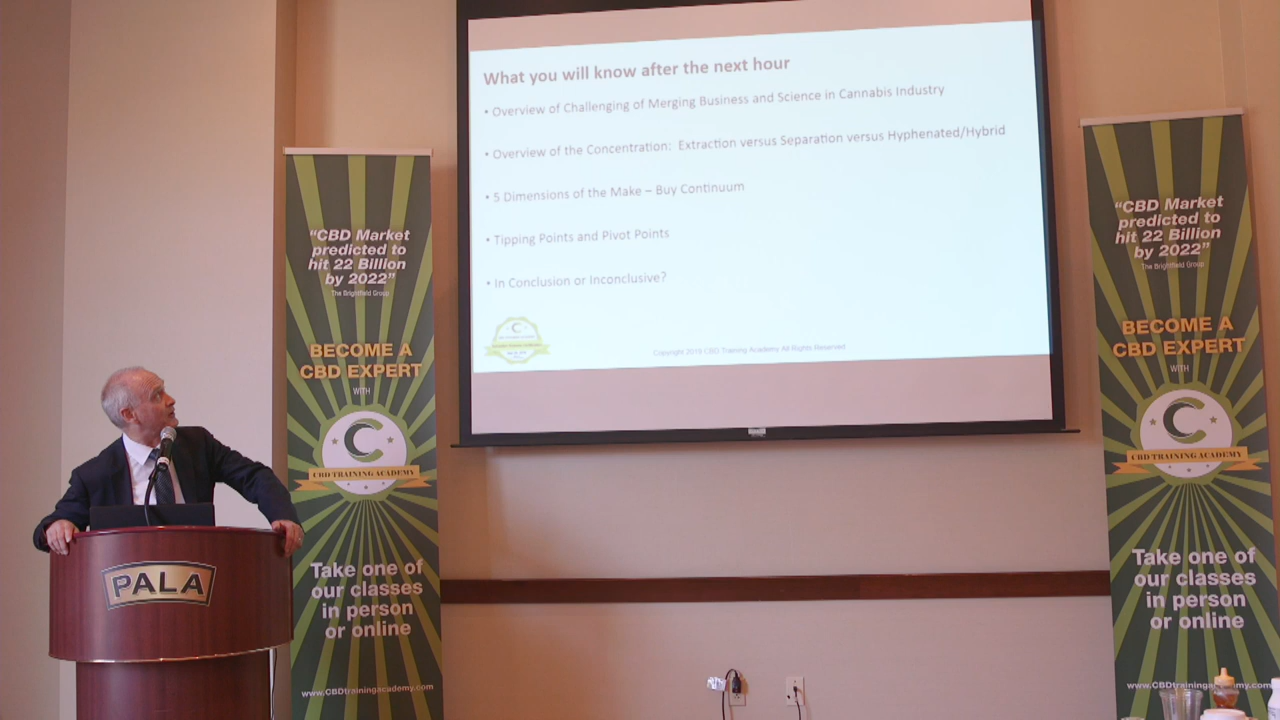 What you will know after the next hour
• Overview of Challenging of Merging Business and Science in Cannabis Industry
• Overview of the Concentration: Extraction versus Separation versus Hyphenated/Hybrid
• 5 Dimensions of the Make – Buy Continuum
• Tipping Points and Pivot Points
• In Conclusion or Inconclusive?
Copyright 2019 CBD Training Academy All Rights Reserved
"CBD Market
predicted to
hit 22 Billion
by 2022"
The Brightfield Group
BECOME A
CBD EXPERT
WITH
C
CBD TRAINING ACADEMY
Take one of
our classes
in person
or online
www.CBDtrainingacademy.com
PALA
"CBD Market
predicted to
hit 22 Billion
by 2022"
The Brightfield Group
BECOME A
CBD EXPERT
WITH
C
CBD TRAINING ACADEMY
Take one of
our classes
in person
or online
www.CBDtrainingacademy.com